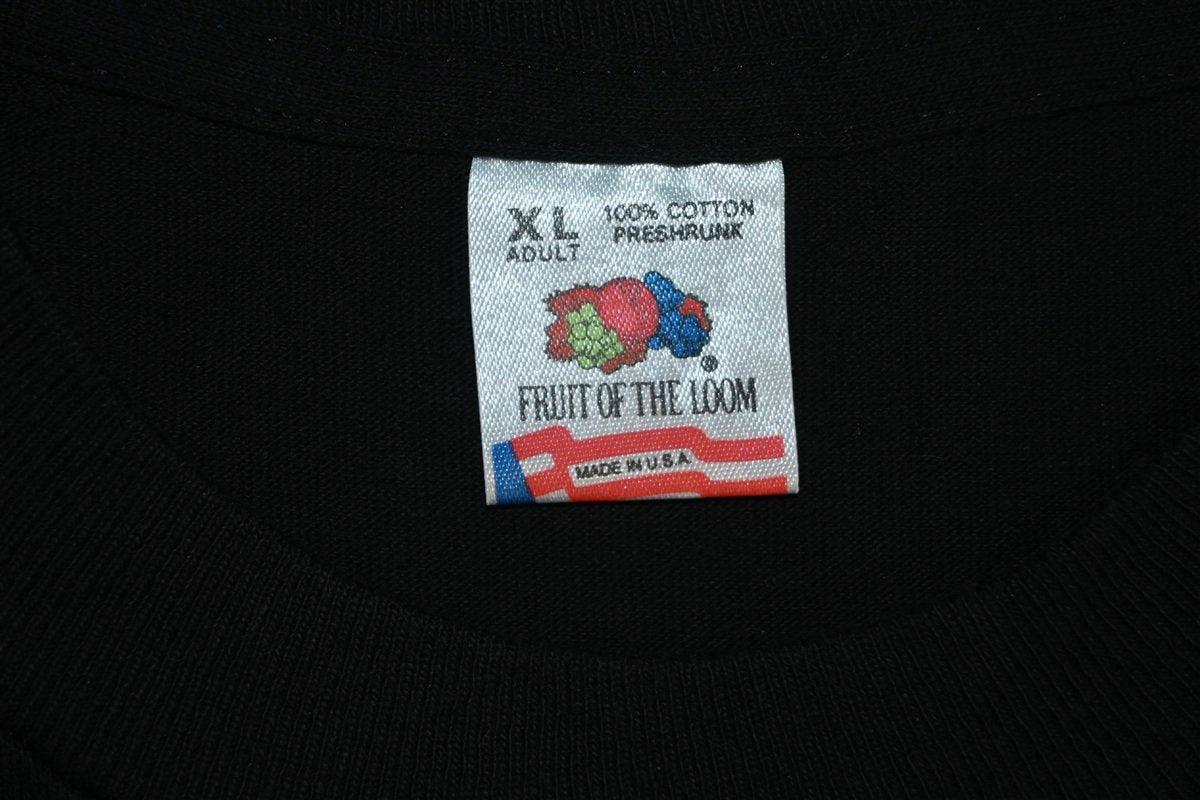 XL
ADULT
100% COTTON
PRESHRUNK
®
FRUIT OF THE LOOM
MADE IN U.S.A.